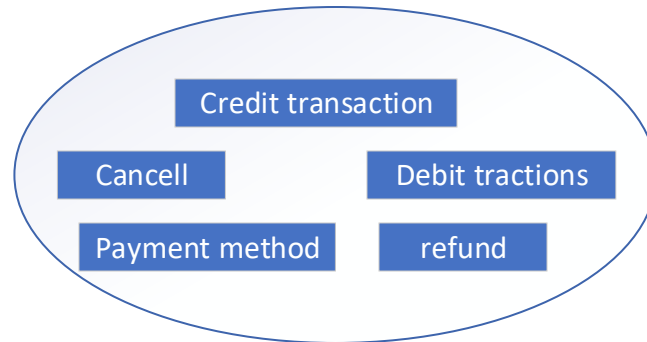 Credit transaction
Cancell
Debit tractions
Payment method
refund